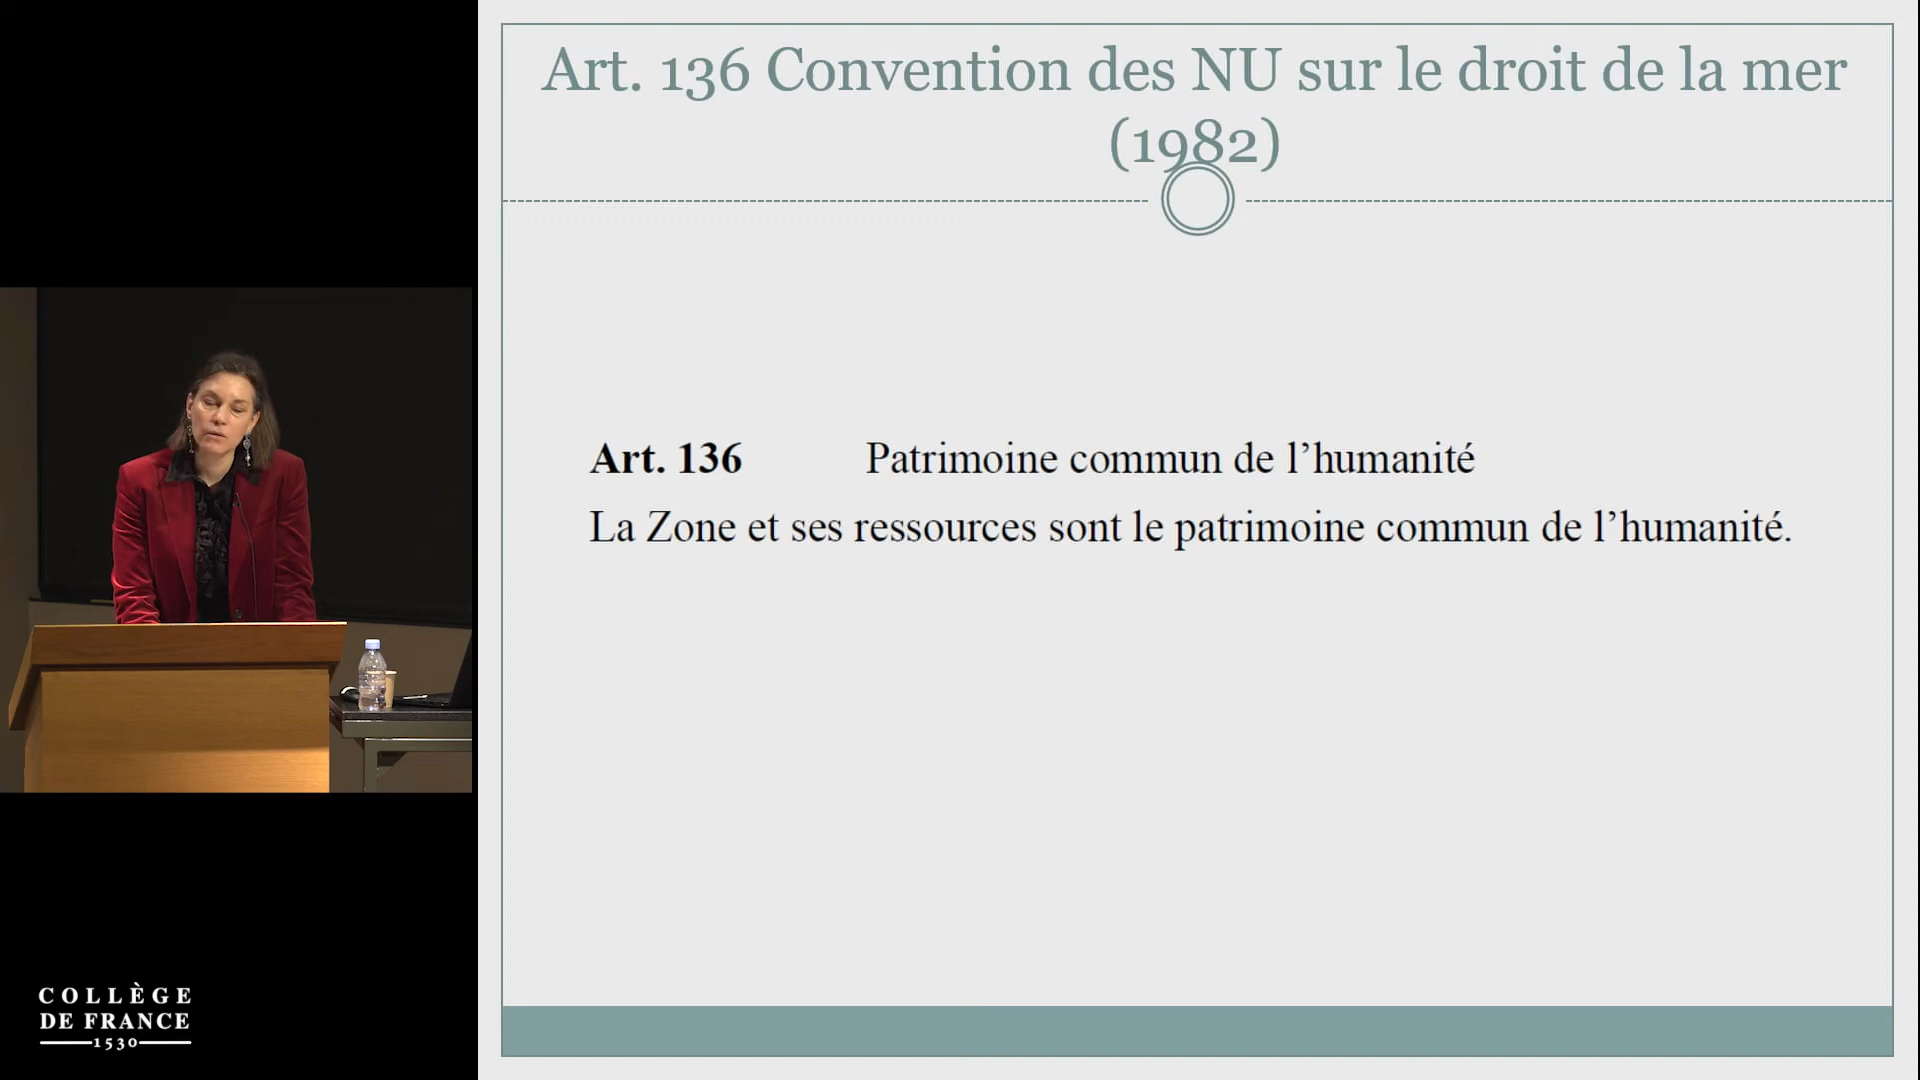 Art. 136 Convention des NU sur le droit de la mer
(1982)
Art. 136 Patrimoine commun de l’humanité
La Zone et ses ressources sont le patrimoine commun de l’humanité.
COLLÈGE
DE FRANCE
1530